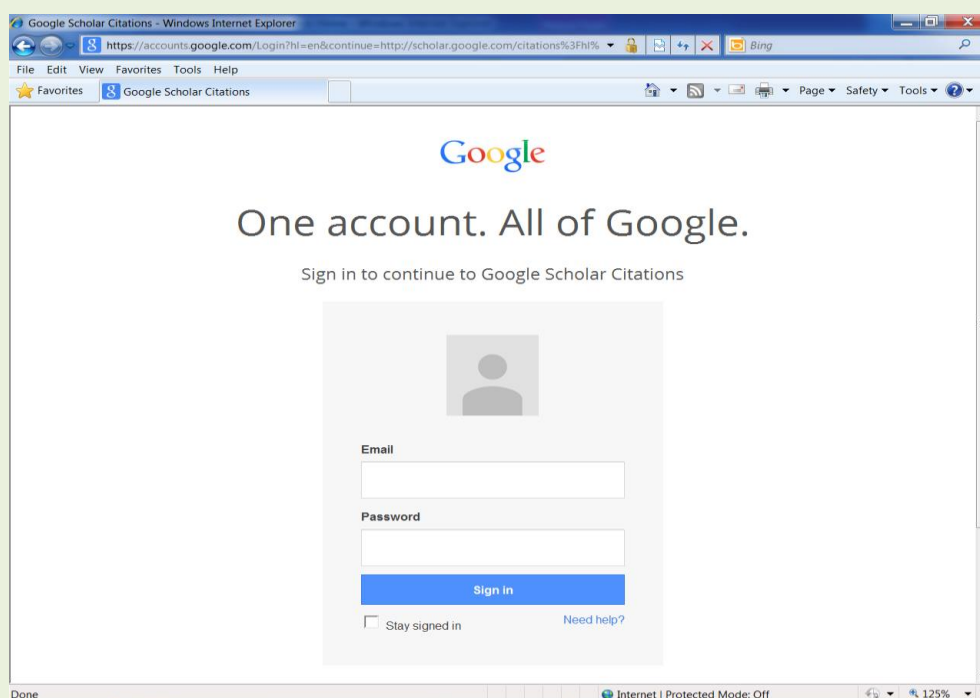 Google Scholar Citations - Windows Internet Explorer
https://accounts.google.com/Login?hl=en&continue=http://scholar.google.com/citations%3Fhl% Bing
File Edit View Favorites Tools Help
Favorites Google Scholar Citations Page Safety Tools
Google
One account. All of Google.
Sign in to continue to Google Scholar Citations
Email
Password
Sign in
Stay signed in Need help?
Done Internet | Protected Mode: Off 125%